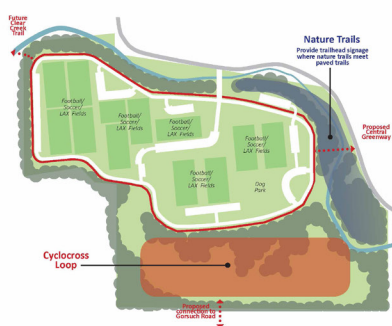 Future
Clear
Creek
Trail
Nature Trails
Provide trailhead signage
where nature trails meet
paved trails
Football/
Soccer/
LAX Fields
Football/
Soccer/
LAX Fields
Football/
Soccer/
LAX Fields
Football/
Soccer/
LAX Fields
Proposed
Central
Greenway
Football/
Soccer/
LAX Fields
Dog
Park
Cyclocross
Loop
Proposed
connection to
Gorsuch Road